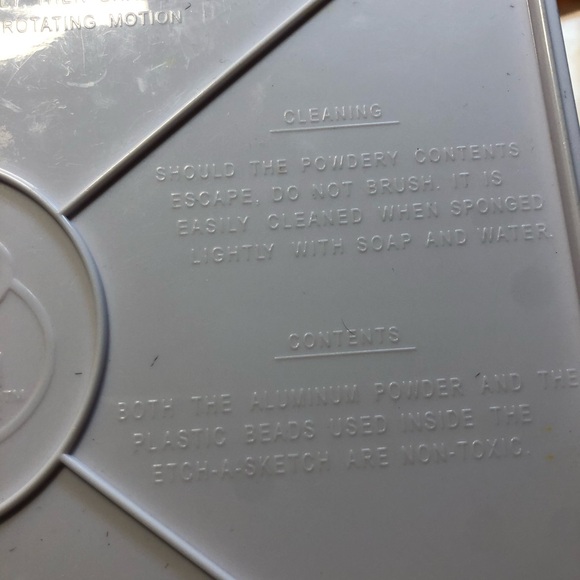 ROTATING MOTION
CLEANING
SHOULD THE POWDERY CONTENTS
ESCAPE, DO NOT BRUSH. IT IS
EASILY CLEANED WHEN SPONGED
LIGHTLY WITH SOAP AND WATER.
CONTENTS
BOTH THE ALUMINUM POWDER AND THE
PLASTIC BEADS USED INSIDE THE
ETCH-A-SKETCH ARE NON-TOXIC.
TM